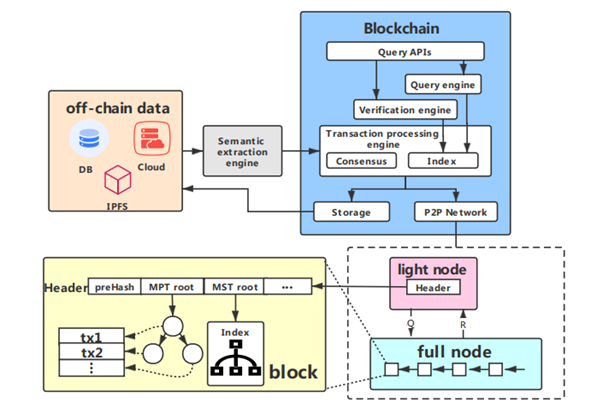 Blockchain
Query APIs
Query engine
Verification engine
Transaction processing
engine
Consensus
Index
Storage
P2P Network
off-chain data
DB
Cloud
IPFS
Semantic
extraction
engine
light node
Header
Q
R
full node
Header
preHash
MPT root
MST root
...
tx1
tx2
⋮
Index
block